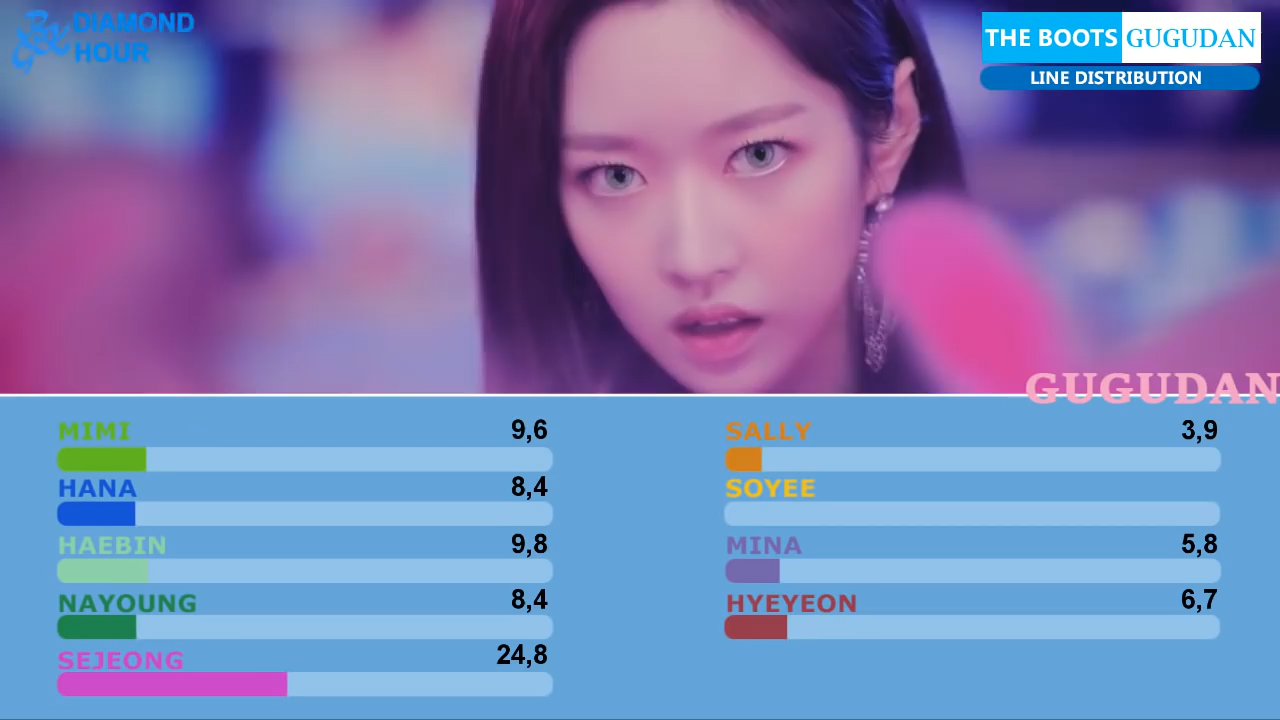 DIAMOND
HOUR
THE BOOTS GUGUDAN
LINE DISTRIBUTION
GUGUDAN
MIMI 9,6
HANA 8,4
HAEBIN 9,8
NAYOUNG 8,4
SEJEONG 24,8
SALLY 3,9
SOYEE
MINA 5,8
HYEYEON 6,7